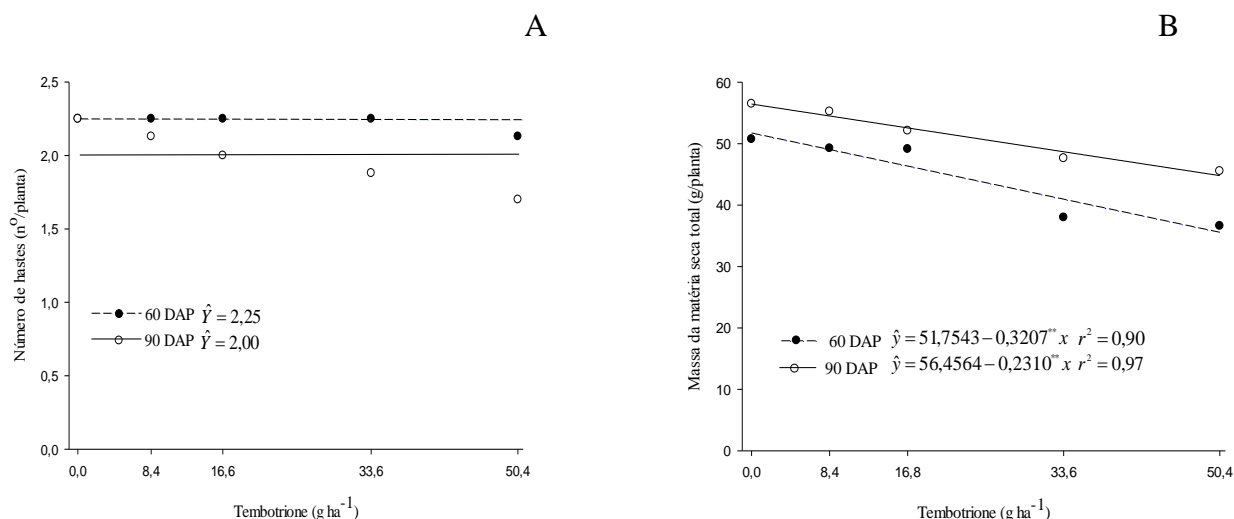 A
Número de hastes (nº/planta)
2,5
2,0
1,5
1,0
0,5
0,0
60 DAP Ŷ = 2,25
90 DAP Ŷ = 2,00
0,0 8,4 16,6 33,6 50,4
Tembotrione (g ha⁻¹)
B
Massa da matéria seca total (g/planta)
60
50
40
30
20
10
0
60 DAP ŷ = 51,7543 − 0,3207** x r² = 0,90
90 DAP ŷ = 56,4564 − 0,2310** x r² = 0,97
0,0 8,4 16,8 33,6 50,4
Tembotrione (g ha⁻¹)